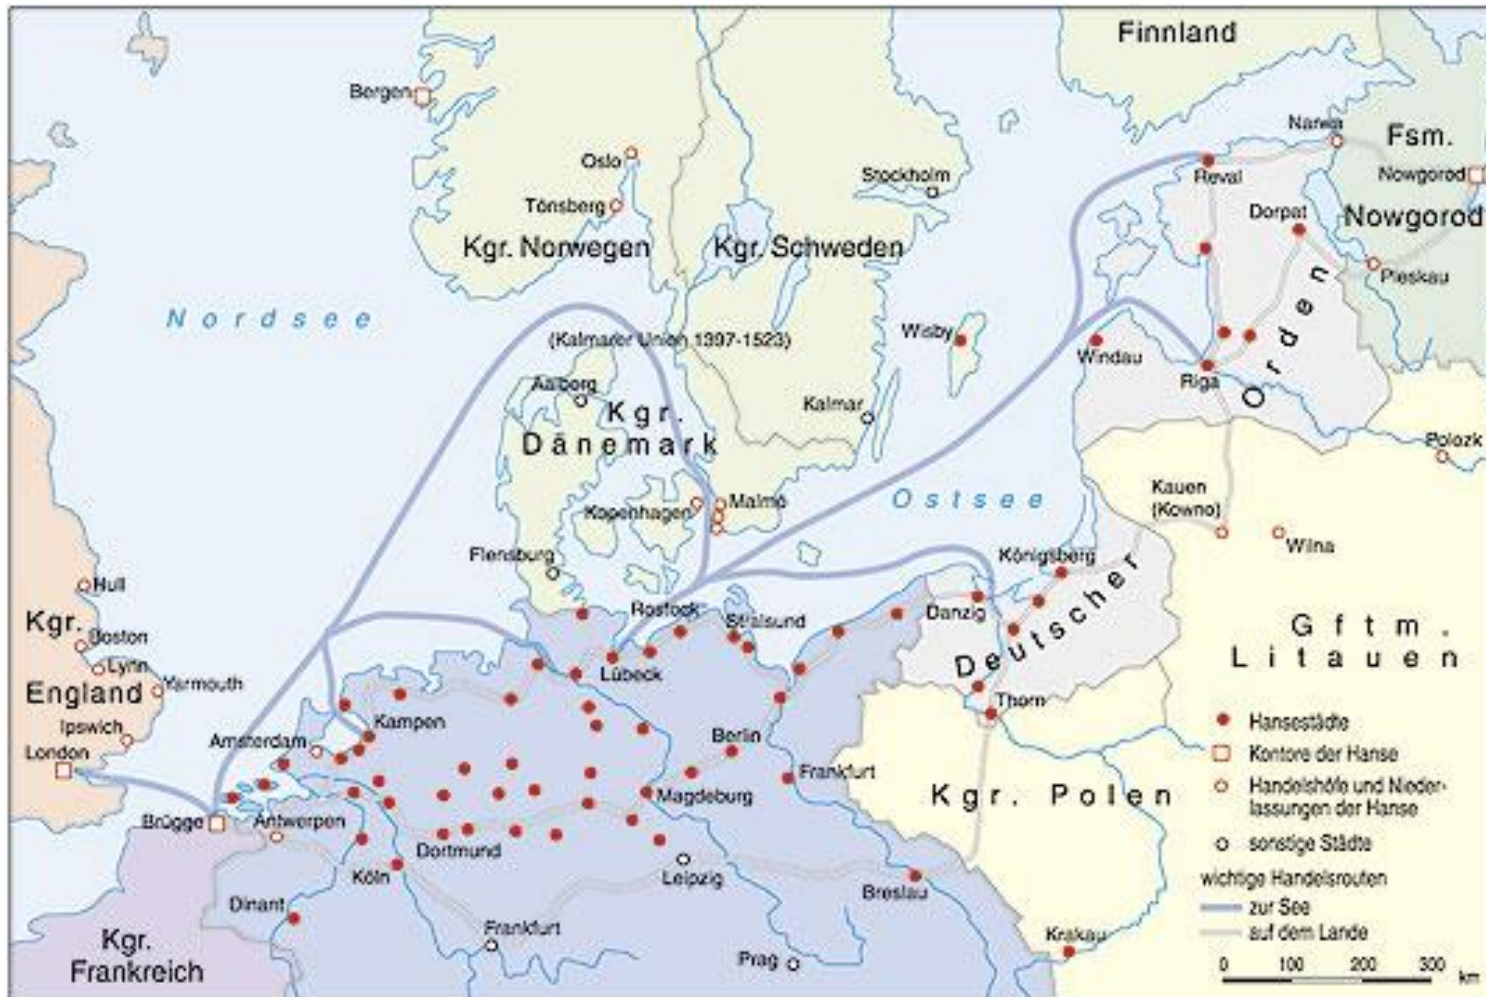 Finnland
Bergen
Narwa
Fsm.
Nowgorod
Oslo
Reval
Stockholm
Nowgorod
Tönsberg
Dorpat
Kgr. Norwegen
Kgr. Schweden
Pleskau
Nordsee
(Kalmarer Union 1397-1523)
Wisby
Windau
Riga
Orden
Aalborg
Kgr.
Dänemark
Kalmar
Polozk
Kauen
(Kowno)
Ostsee
Malmö
Kopenhagen
Wilna
Flensburg
Königsberg
Hull
Rostock
Danzig
Deutscher
Kgr.
England
Boston
Stralsund
Gftm.
Litauen
Lynn
Lübeck
Yarmouth
Thorn
Ipswich
Kampen
London
Amsterdam
Berlin
Frankfurt
Magdeburg
Kgr. Polen
Brügge
Antwerpen
Dortmund
Köln
Leipzig
Breslau
Dinant
Frankfurt
Kgr.
Frankreich
Prag
Krakau
Hansestädte
Kontore der Hanse
Handelshöfe und Nieder-
lassungen der Hanse
sonstige Städte
wichtige Handelsrouten
zur See
auf dem Lande
0 100 200 300
km